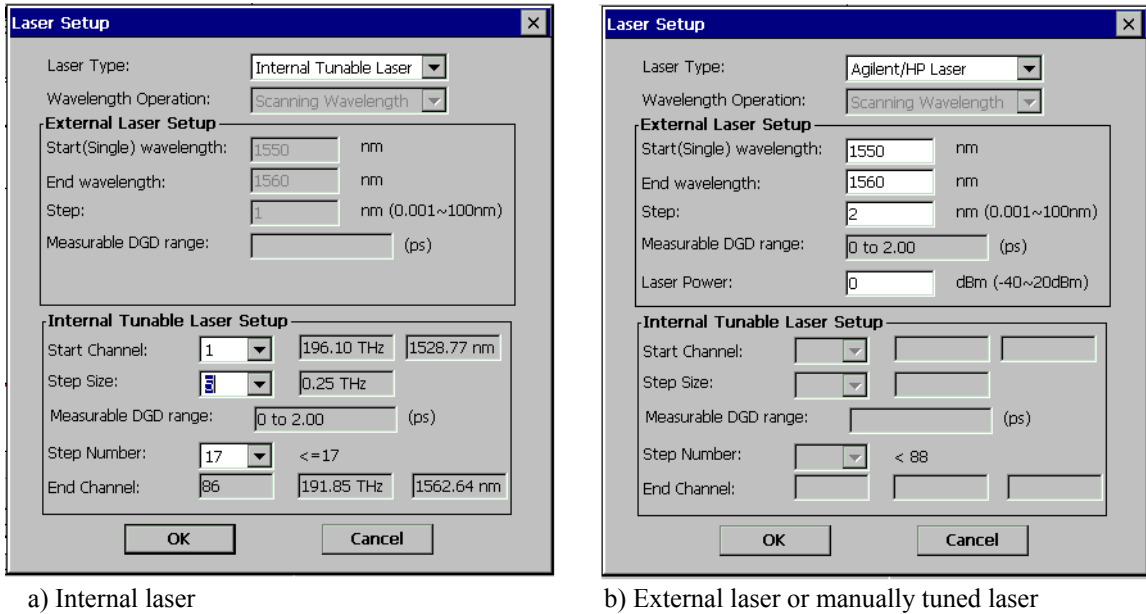 Laser Setup
Laser Type: Internal Tunable Laser
Wavelength Operation: Scanning Wavelength
External Laser Setup
Start(Single) wavelength: 1550 nm
End wavelength: 1560 nm
Step: 1 nm (0.001~100nm)
Measurable DGD range: (ps)
Internal Tunable Laser Setup
Start Channel: 1 196.10 THz 1528.77 nm
Step Size: 5 0.25 THz
Measurable DGD range: 0 to 2.00 (ps)
Step Number: 17 <=17
End Channel: 86 191.85 THz 1562.64 nm
OK Cancel
a) Internal laser
Laser Setup
Laser Type: Agilent/HP Laser
Wavelength Operation: Scanning Wavelength
External Laser Setup
Start(Single) wavelength: 1550 nm
End wavelength: 1560 nm
Step: 2 nm (0.001~100nm)
Measurable DGD range: 0 to 2.00 (ps)
Laser Power: 0 dBm (-40~20dBm)
Internal Tunable Laser Setup
Start Channel:
Step Size:
Measurable DGD range: (ps)
Step Number: < 88
End Channel:
OK Cancel
b) External laser or manually tuned laser